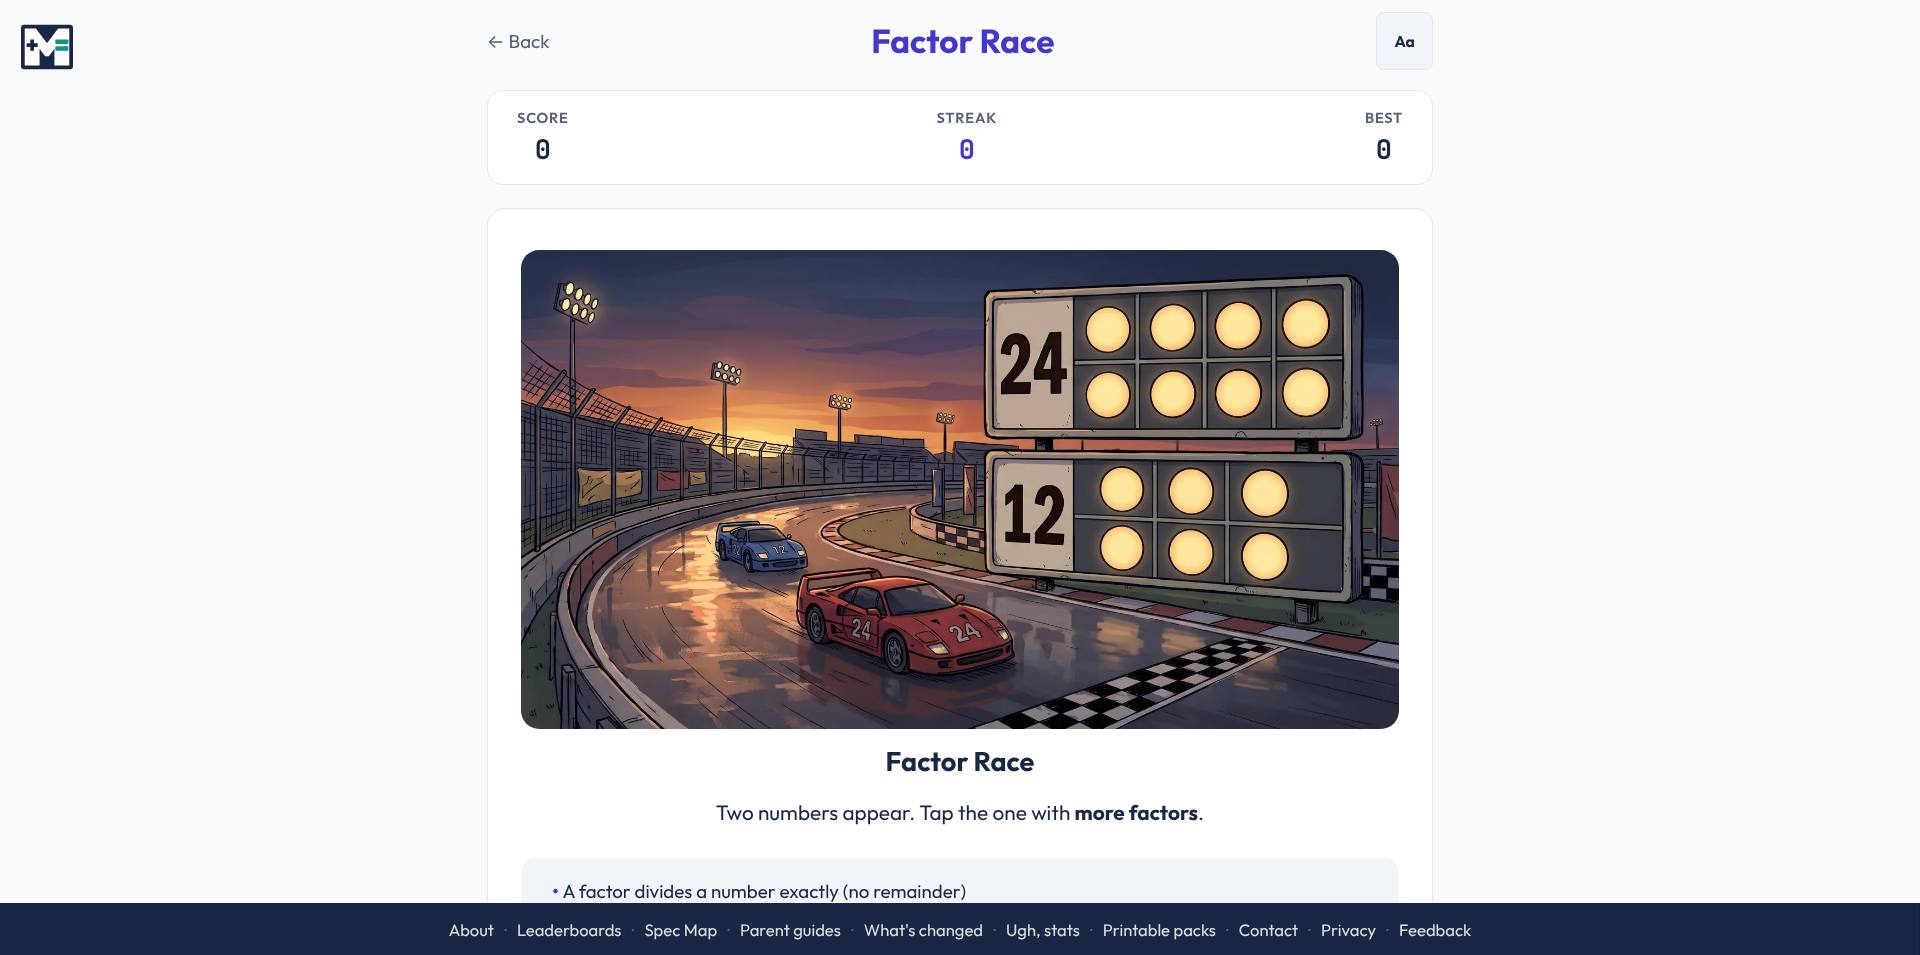 ← Back
Factor Race
Aa
SCORE
0
STREAK
0
BEST
0
24
12
12
24
24
Factor Race
Two numbers appear. Tap the one with more factors.
• A factor divides a number exactly (no remainder)
About · Leaderboards · Spec Map · Parent guides · What's changed · Ugh, stats · Printable packs · Contact · Privacy · Feedback